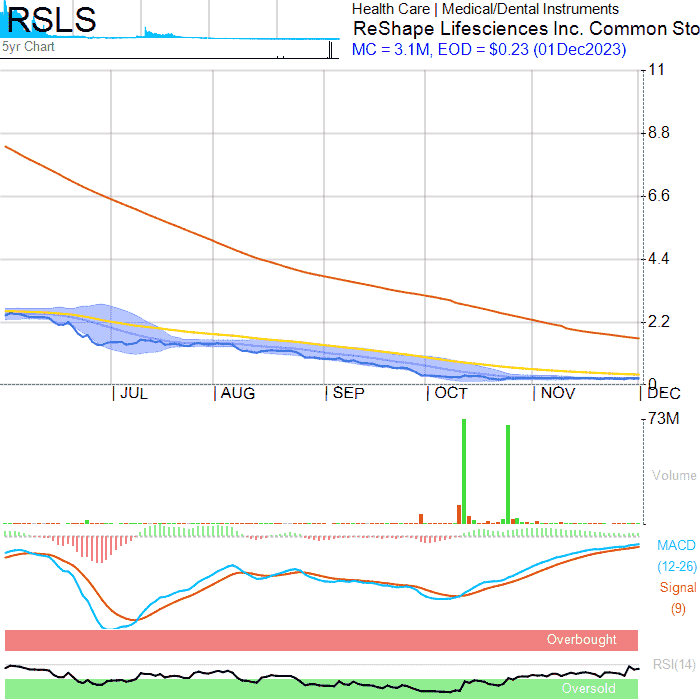 RSLS
5yr Chart
Health Care | Medical/Dental Instruments
ReShape Lifesciences Inc. Common Sto
MC = 3.1M, EOD = $0.23 (01Dec2023)
11
8.8
6.6
4.4
2.2
0
| JUL | AUG | SEP | OCT | NOV | DEC
73M
Volume
MACD
(12-26)
Signal
(9)
Overbought
RSI(14)
Oversold